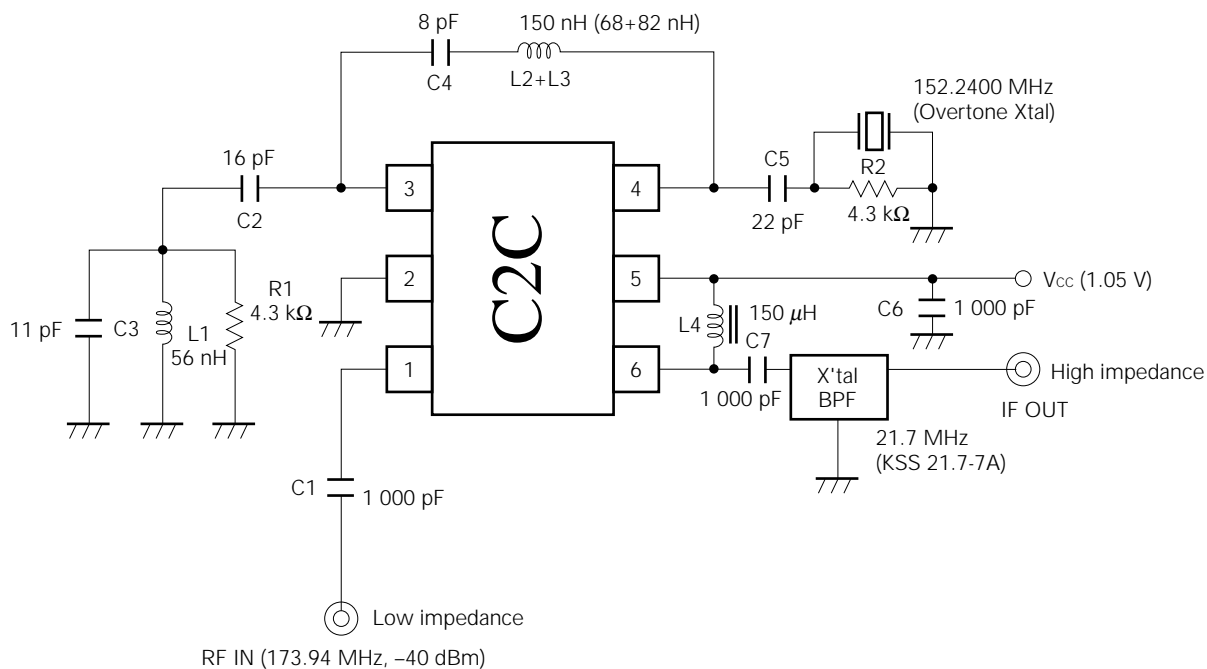 8 pF
150 nH (68+82 nH)
C4
L2+L3
152.2400 MHz
(Overtone Xtal)
16 pF
C2
3
4
C5
22 pF
R2
4.3 kΩ
C2C
2
5
Vcc (1.05 V)
11 pF
C3
L1
56 nH
R1
4.3 kΩ
L4
150 μH
C6
1 000 pF
1
6
C7
1 000 pF
X'tal
BPF
High impedance
IF OUT
21.7 MHz
(KSS 21.7-7A)
C1
1 000 pF
Low impedance
RF IN (173.94 MHz, –40 dBm)